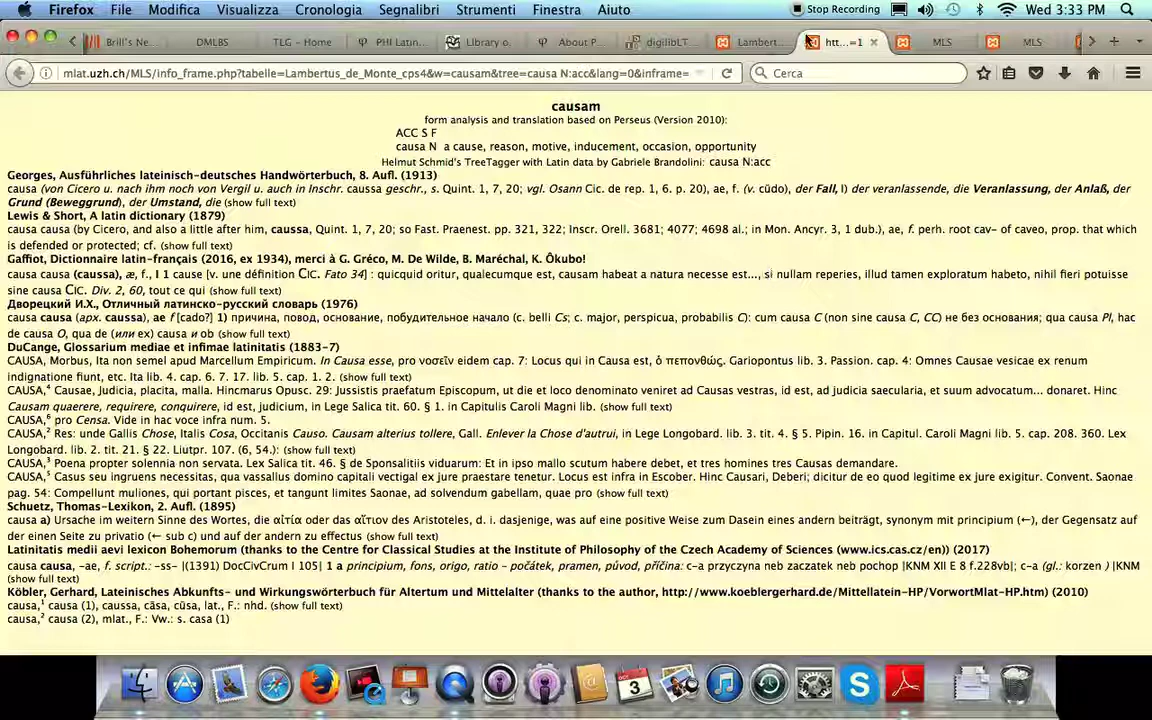 Firefox File Modifica Visualizza Cronologia Segnalibri Strumenti Finestra Aiuto Stop Recording Wed 3:33 PM
Brill's Ne... DMLBS TLG - Home PHI Latin... Library o... About P... digilibLT Lambert... htt...=1 MLS MLS
mlat.uzh.ch/MLS/info_frame.php?tabelle=Lambertus_de_Monte_cps4&w=causam&tree=causa N:acc&lang=0&inframe= Cerca
causam
form analysis and translation based on Perseus (Version 2010):
ACC S F
causa N a cause, reason, motive, inducement, occasion, opportunity
Helmut Schmid's TreeTagger with Latin data by Gabriele Brandolini: causa N:acc
Georges, Ausführliches lateinisch-deutsches Handwörterbuch, 8. Aufl. (1913)
causa (von Cicero u. nach ihm noch von Vergil u. auch in Inschr. caussa geschr., s. Quint. 1, 7, 20; vgl. Osann Cic. de rep. 1, 6. p. 20), ae, f. (v. cūdo), der Fall, I) der veranlassende, die Veranlassung, der Anlaß, der
Grund (Beweggrund), der Umstand, die (show full text)
Lewis & Short, A latin dictionary (1879)
causa causa (by Cicero, and also a little after him, caussa, Quint. 1, 7, 20; so Fast. Praenest. pp. 321, 322; Inscr. Orell. 3681; 4077; 4698 al.; in Mon. Ancyr. 3, 1 dub.), ae, f. perh. root cav- of caveo, prop. that which
is defended or protected; cf. (show full text)
Gaffiot, Dictionnaire latin-français (2016, ex 1934), merci à G. Gréco, M. De Wilde, B. Maréchal, K. Ôkubo!
causa causa (caussa), æ, f., I 1 cause [v. une définition CIC. Fato 34] : quicquid oritur, qualecumque est, causam habeat a natura necesse est..., si nullam reperies, illud tamen exploratum habeto, nihil fieri potuisse
sine causa CIC. Div. 2, 60, tout ce qui (show full text)
Дворецкий И.Х., Отличный латинско-русский словарь (1976)
causa causa (арх. caussa), ae f [cado?] 1) причина, повод, основание, побудительное начало (c. belli Cs; c. major, perspicua, probabilis C): cum causa C (non sine causa C, CC) не без основания; qua causa Pl, hac
de causa O, qua de (или ex) causa и ob (show full text)
DuCange, Glossarium mediae et infimae latinitatis (1883-7)
CAUSA, Morbus, Ita non semel apud Marcellum Empiricum. In Causa esse, pro νοσεῖν eidem cap. 7: Locus qui in Causa est, ὁ πεπονθὼς. Gariopontus lib. 3. Passion. cap. 4: Omnes Causae vesicae ex renum
indignatione fiunt, etc. Ita lib. 4. cap. 6. 7. 17. lib. 5. cap. 1. 2. (show full text)
CAUSA,⁴ Causae, Judicia, placita, malla. Hincmarus Opusc. 29: Jussistis praefatum Episcopum, ut die et loco denominato veniret ad Causas vestras, id est, ad judicia saecularia, et suum advocatum... donaret. Hinc
Causam quaerere, requirere, conquirere, id est, judicium, in Lege Salica tit. 60. § 1. in Capitulis Caroli Magni lib. (show full text)
CAUSA,⁶ pro Censa. Vide in hac voce infra num. 5.
CAUSA,² Res: unde Gallis Chose, Italis Cosa, Occitanis Causo. Causam alterius tollere, Gall. Enlever la Chose d'autrui, in Lege Longobard. lib. 3. tit. 4. § 5. Pipin. 16. in Capitul. Caroli Magni lib. 5. cap. 208. 360. Lex
Longobard. lib. 2. tit. 21. § 22. Liutpr. 107. (6, 54.): (show full text)
CAUSA,³ Poena propter solennia non servata. Lex Salica tit. 46. § de Sponsalitiis viduarum: Et in ipso mallo scutum habere debet, et tres homines tres Causas demandare.
CAUSA,⁵ Casus seu ingruens necessitas, qua vassallus domino capitali vectigal ex jure praestare tenetur. Locus est infra in Escober. Hinc Causari, Deberi; dicitur de eo quod legitime ex jure exigitur. Convent. Saonae
pag. 54: Compellunt muliones, qui portant pisces, et tangunt limites Saonae, ad solvendum gabellam, quae pro (show full text)
Schuetz, Thomas-Lexikon, 2. Aufl. (1895)
causa a) Ursache im weitern Sinne des Wortes, die αἰτία oder das αἴτιον des Aristoteles, d. i. dasjenige, was auf eine positive Weise zum Dasein eines andern beiträgt, synonym mit principium (←), der Gegensatz auf
der einen Seite zu privatio (← sub c) und auf der andern zu effectus (show full text)
Latinitatis medii aevi lexicon Bohemorum (thanks to the Centre for Classical Studies at the Institute of Philosophy of the Czech Academy of Sciences (www.ics.cas.cz/en)) (2017)
causa causa, -ae, f. script.: -ss- |(1391) DocCivCrum I 105| 1 a principium, fons, origo, ratio – počátek, pramen, původ, příčina: c-a przyczyna neb zaczatek neb pochop |KNM XII E 8 f.228vb|; c-a (gl.: korzen ) |KNM
(show full text)
Köbler, Gerhard, Lateinisches Abkunfts- und Wirkungswörterbuch für Altertum und Mittelalter (thanks to the author, http://www.koeblergerhard.de/Mittellatein-HP/VorwortMlat-HP.htm) (2010)
causa,¹ causa (1), caussa, cāsa, cūsa, lat., F.: nhd. (show full text)
causa,² causa (2), mlat., F.: Vw.: s. casa (1)